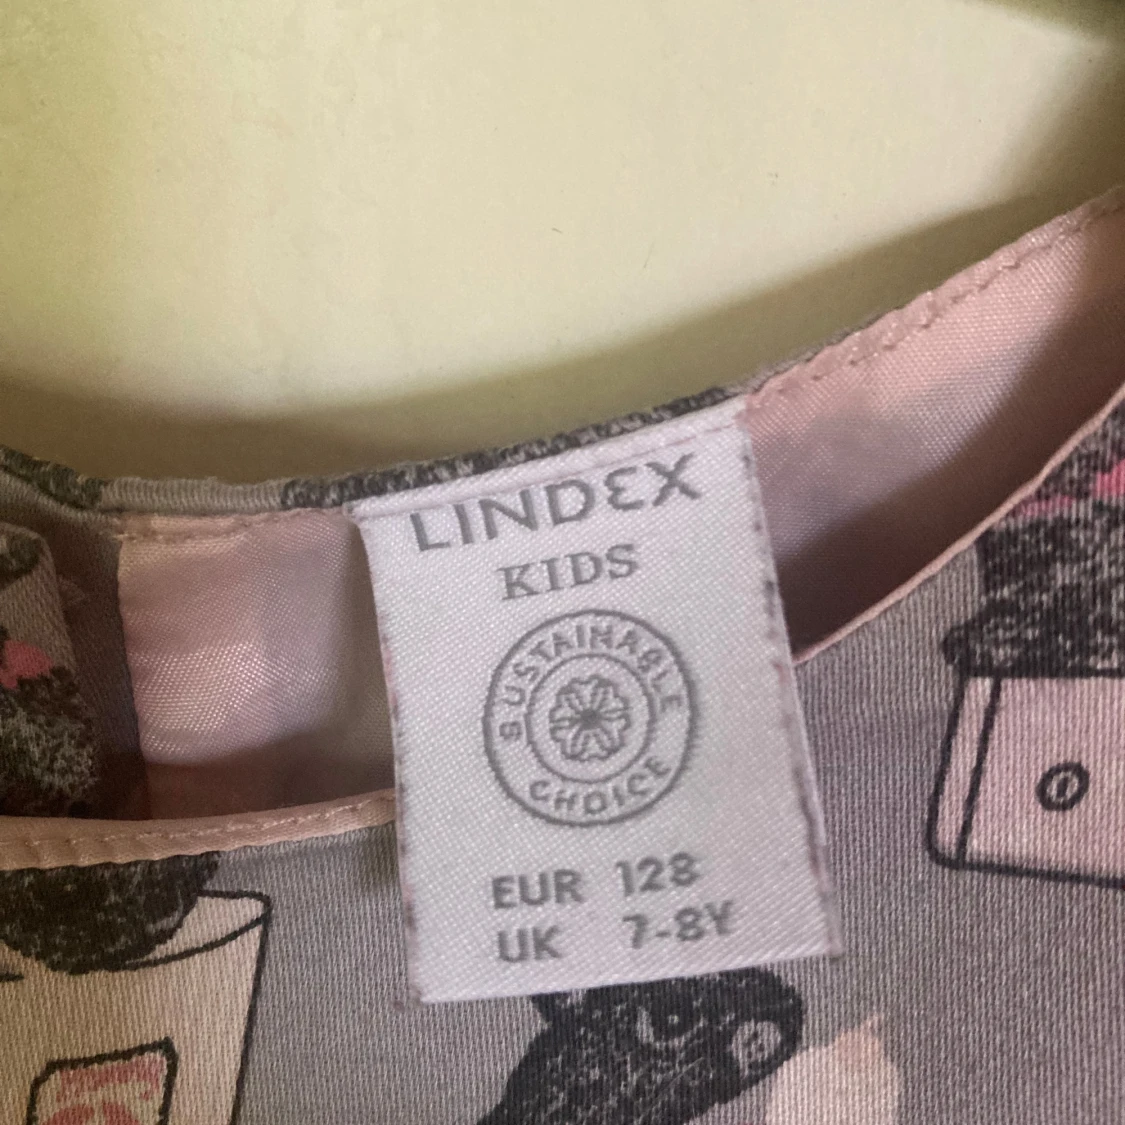 LINDEX
KIDS
SUSTAINABLE
CHOICE
EUR 128
UK 7-8Y